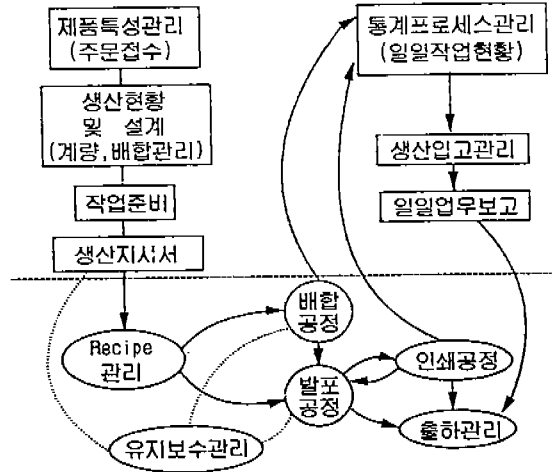 제품특성관리
(주문접수)
생산현황
및 설계
(계량,배합관리)
작업준비
생산지시서
통계프로세스관리
(일일작업현황)
생산입고관리
일일업무보고
배합
공정
Recipe
관리
발포
공정
인쇄공정
출하관리
유지보수관리